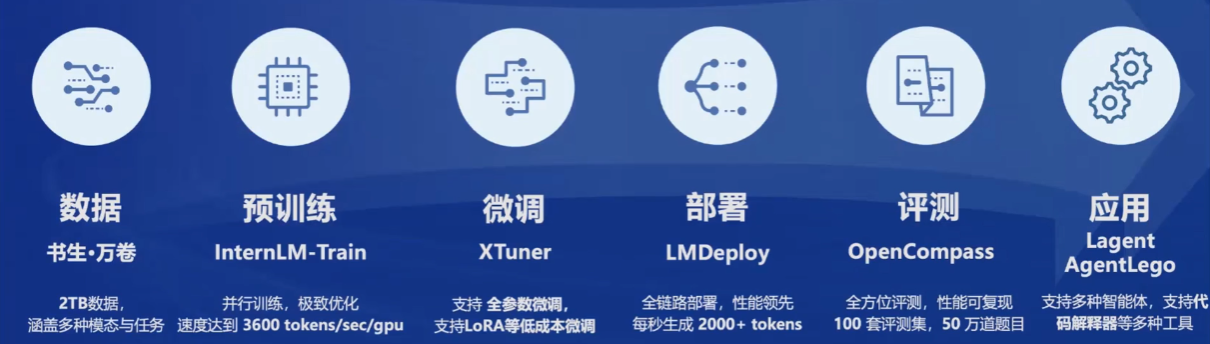 数据
书生·万卷
2TB数据，
涵盖多种模态与任务
预训练
InternLM-Train
并行训练，极致优化
速度达到 3600 tokens/sec/gpu
微调
XTuner
支持 全参数微调，
支持LoRA等低成本微调
部署
LMDeploy
全链路部署，性能领先
每秒生成 2000+ tokens
评测
OpenCompass
全方位评测，性能可复现
100 套评测集，50 万道题目
应用
Lagent
AgentLego
支持多种智能体，支持代
码解释器等多种工具